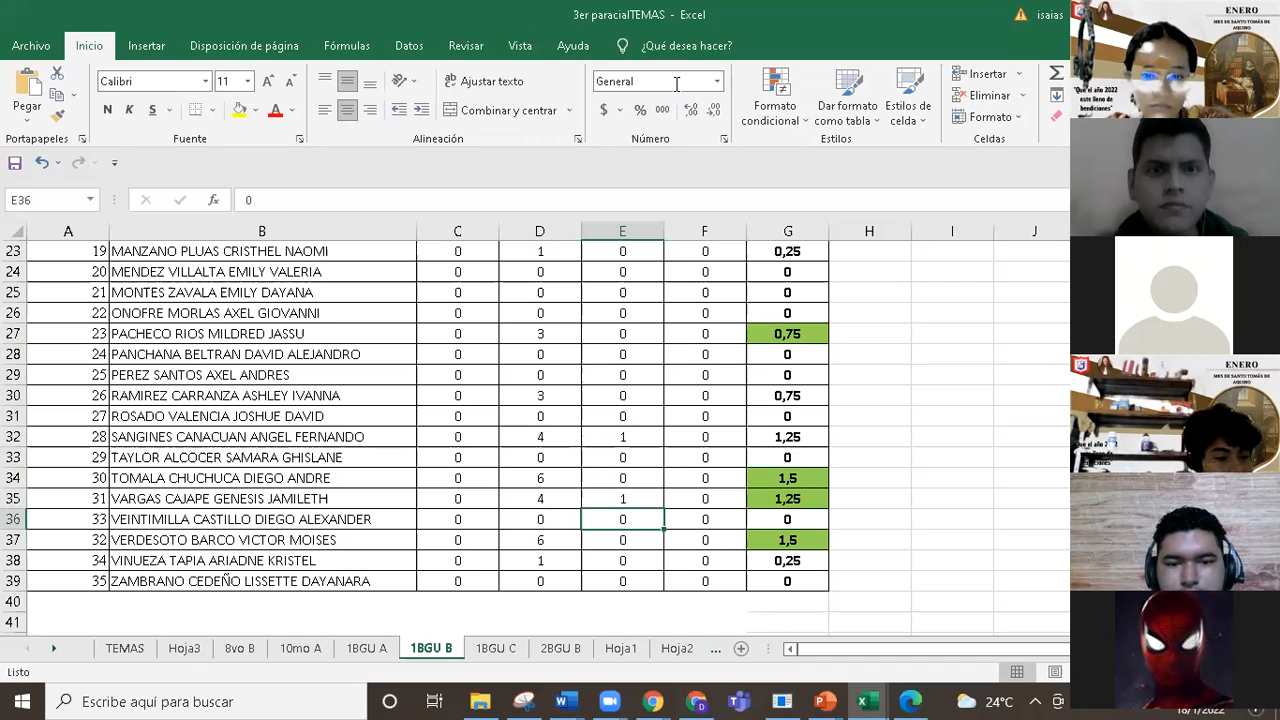 3er paracialTEMAS - Excel
isaias
Archivo Inicio Insertar Disposición de página Fórmulas Datos Revisar Vista Ayuda ¿Qué desea hacer?
Pegar
Portapapeles
Calibri 11
N K S
Fuente
Ajustar texto
Combinar y centrar
Alineación
General
$ % 000
Número
Formato condicional
Dar formato como tabla
Estilos de celda
Estilos
Insertar
Eliminar
Formato
Celdas
E36 fx 0
A B C D E F G H I J
23 19 MANZANO PLUAS CRISTHEL NAOMI 0 1 0 0 0,25
24 20 MENDEZ VILLALTA EMILY VALERIA 0 0 0 0 0
25 21 MONTES ZAVALA EMILY DAYANA 0 0 0 0 0
26 22 ONOFRE MORLAS AXEL GIOVANNI 0 0 0 0 0
27 23 PACHECO RIOS MILDRED JASSU 0 3 0 0 0,75
28 24 PANCHANA BELTRAN DAVID ALEJANDRO 0 0 0 0 0
29 25 PEREZ SANTOS AXEL ANDRES 0 0 0 0 0
30 26 RAMIREZ CARRANZA ASHLEY IVANNA 0 3 0 0 0,75
31 27 ROSADO VALENCIA JOSHUE DAVID 0 0 0 0 0
32 28 SANGINES CANACUAN ANGEL FERNANDO 0 4 1 0 1,25
33 29 TAYLOR ALCOCER SAMARA GHISLANE 0 0 0 0 0
34 30 TOMALA CHUCHUCA DIEGO ANDRE 0 6 0 0 1,5
35 31 VARGAS CAJAPE GENESIS JAMILETH 0 4 1 0 1,25
36 33 VEINTIMILLA CASTILLO DIEGO ALEXANDER 0 0 0 0 0
37 32 VERDESOTO BARCO VICTOR MOISES 0 6 0 0 1,5
38 34 VINUEZA TAPIA ARIADNE KRISTEL 0 1 0 0 0,25
39 35 ZAMBRANO CEDEÑO LISSETTE DAYANARA 0 0 0 0 0
40
41
TEMAS Hoja3 8vo B 10mo A 1BGU A 1BGU B 1BGU C 2BGU B Hoja1 Hoja2 ...
Listo
Escribe aquí para buscar
24°C
18/1/2022
ENERO
MES DE SANTO TOMÁS DE
AQUINO
"Que el año 2022
este lleno de
bendiciones"
ENERO
MES DE SANTO TOMÁS DE
AQUINO